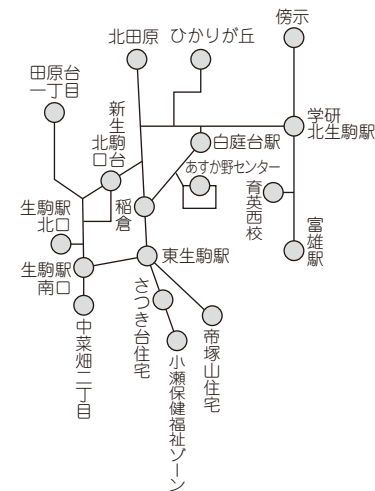 傍示
北田原
ひかりが丘
田原台
一丁目
新生駒台
北口
学研
北生駒駅
白庭台駅
あすか野センター
育英西校
稲倉
生駒駅
北口
富雄駅
東生駒駅
生駒駅
南口
さつき台住宅
中菜畑二丁目
帝塚山住宅
小瀬保健福祉ゾーン